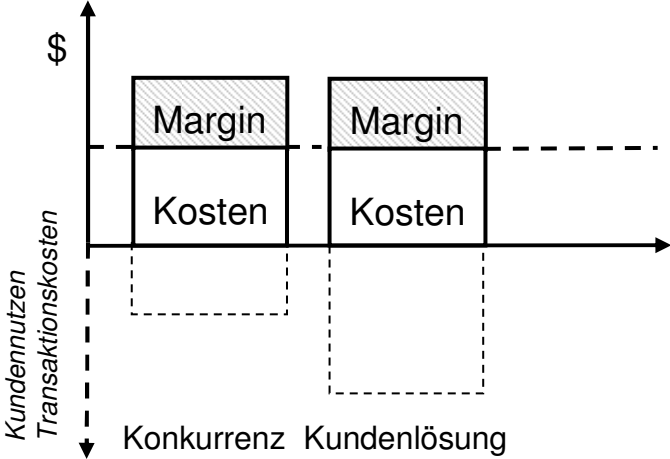 $
Margin
Margin
Kosten
Kosten
Kundennutzen
Transaktionskosten
Konkurrenz
Kundenlösung